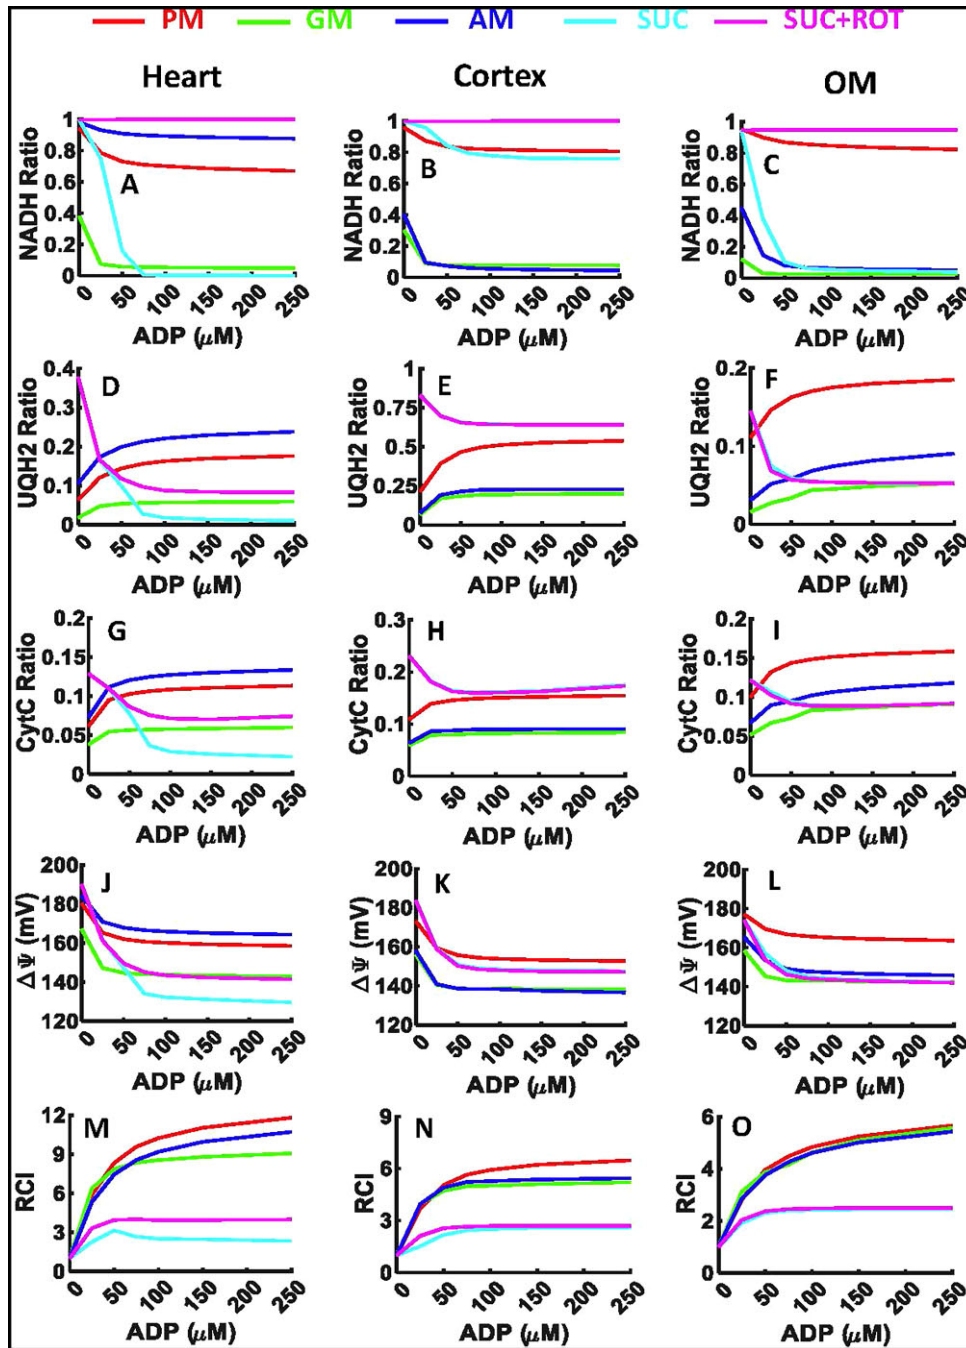 PM GM AM SUC SUC+ROT
Heart Cortex OM
NADH Ratio
1
0.8
0.6
0.4
0.2
0
A
0 50 100 150 200 250
ADP (μM)
NADH Ratio
1
0.8
0.6
0.4
0.2
0
B
0 50 100 150 200 250
ADP (μM)
NADH Ratio
1
0.8
0.6
0.4
0.2
0
C
0 50 100 150 200 250
ADP (μM)
UQH2 Ratio
0.4
0.3
0.2
0.1
0
D
0 50 100 150 200 250
ADP (μM)
UQH2 Ratio
1
0.75
0.5
0.25
0
E
0 50 100 150 200 250
ADP (μM)
UQH2 Ratio
0.2
0.1
0
F
0 50 100 150 200 250
ADP (μM)
CytC Ratio
0.2
0.15
0.1
0.05
0
G
0 50 100 150 200 250
ADP (μM)
CytC Ratio
0.3
0.2
0.1
0
H
0 50 100 150 200 250
ADP (μM)
CytC Ratio
0.2
0.15
0.1
0.05
0
I
0 50 100 150 200 250
ADP (μM)
ΔΨ (mV)
200
180
160
140
120
J
0 50 100 150 200 250
ADP (μM)
ΔΨ (mV)
200
180
160
140
120
K
0 50 100 150 200 250
ADP (μM)
ΔΨ (mV)
200
180
160
140
120
L
0 50 100 150 200 250
ADP (μM)
RCI
12
9
6
3
0
M
0 50 100 150 200 250
ADP (μM)
RCI
12
9
6
3
0
N
0 50 100 150 200 250
ADP (μM)
RCI
6
4
2
0
O
0 50 100 150 200 250
ADP (μM)